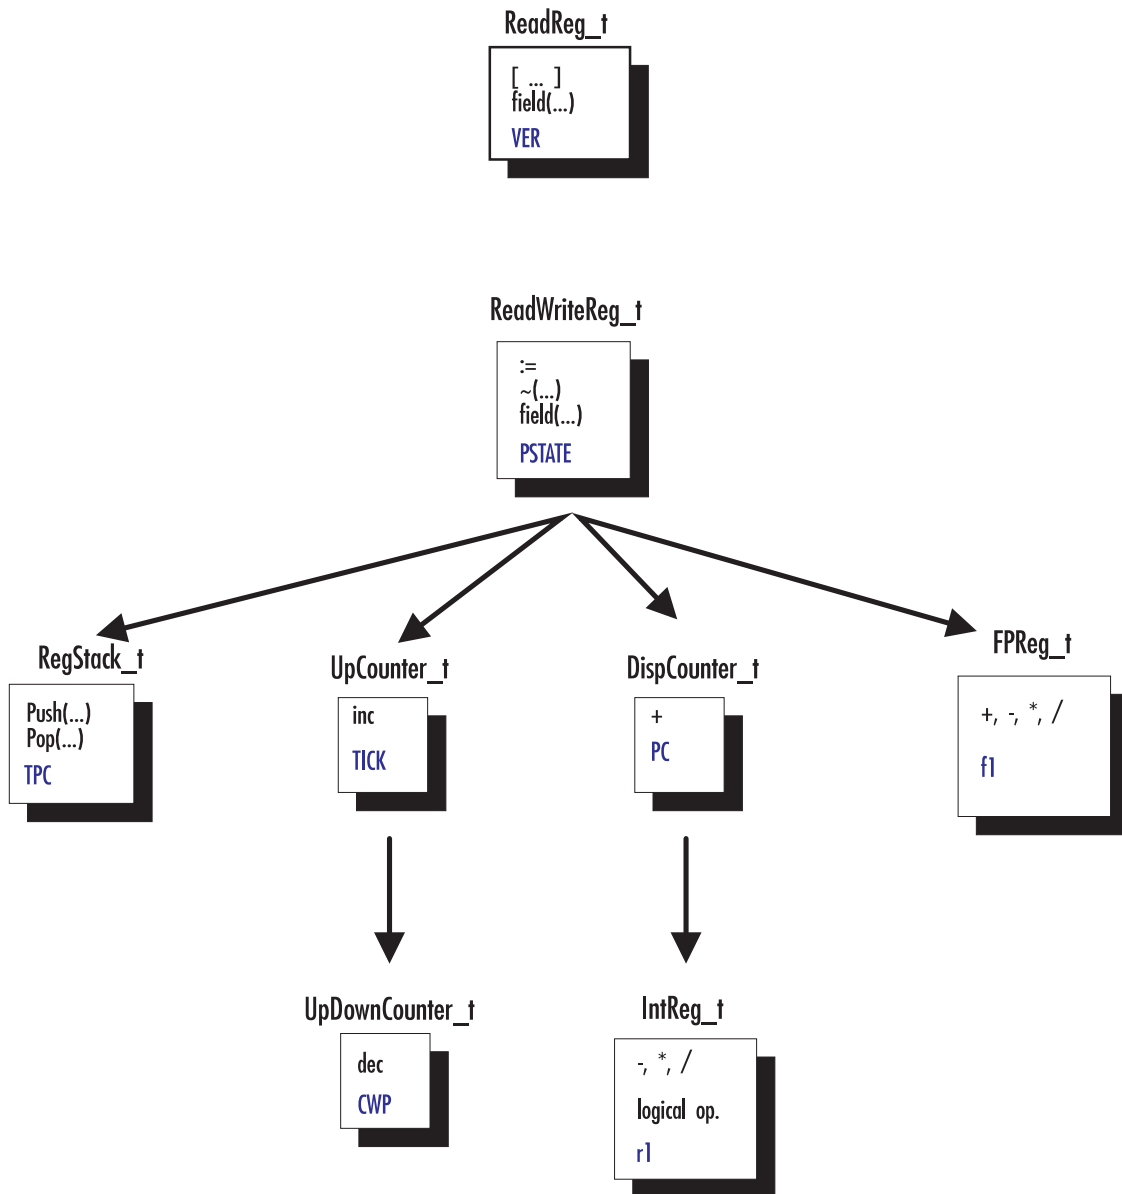 ReadReg_t
[ ... ]
field(...)
VER
ReadWriteReg_t
:=
~(...)
field(...)
PSTATE
RegStack_t
Push(...)
Pop(...)
TPC
UpCounter_t
inc
TICK
DispCounter_t
+
PC
FPReg_t
+, -, *, /
f1
UpDownCounter_t
dec
CWP
IntReg_t
-, *, /
logical op.
r1